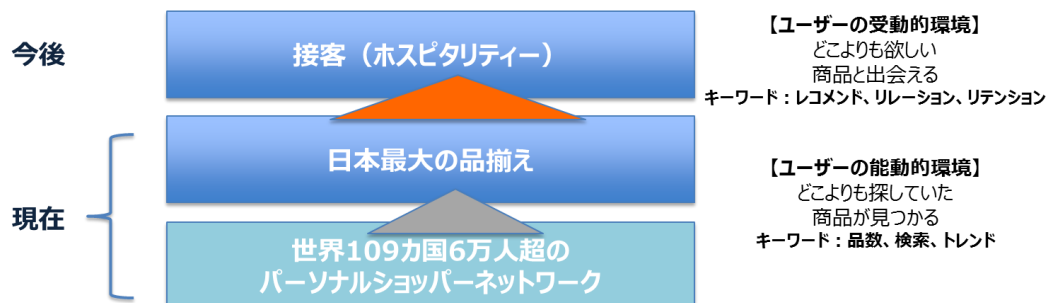 今後
接客（ホスピタリティー）
【ユーザーの受動的環境】
どこよりも欲しい
商品と出会える
キーワード：レコメンド、リレーション、リテンション
現在
日本最大の品揃え
世界109カ国6万人超の
パーソナルショッパーネットワーク
【ユーザーの能動的環境】
どこよりも探していた
商品が見つかる
キーワード：品数、検索、トレンド